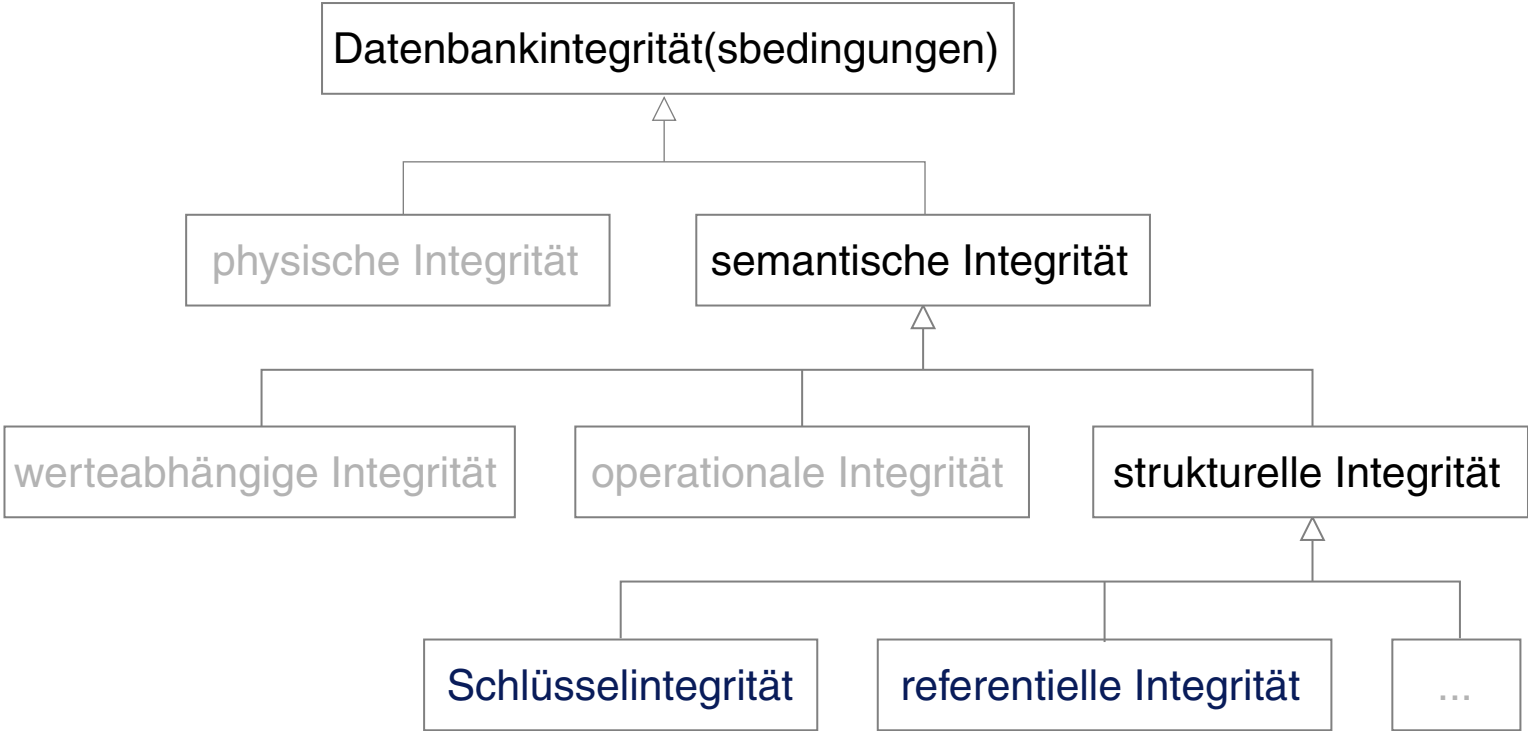 Datenbankintegrität(sbedingungen)
physische Integrität
semantische Integrität
werteabhängige Integrität
operationale Integrität
strukturelle Integrität
Schlüsselintegrität
referentielle Integrität
...